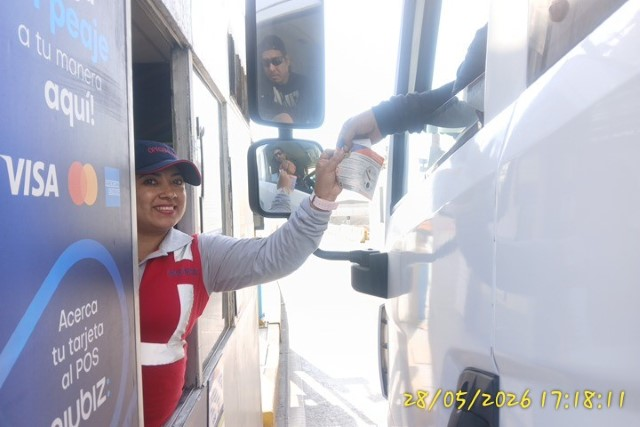 peaje
a tu manera
aquí!
VISA
Acerca
tu tarjeta
al POS
niubiz
28/05/2026 17:18:11